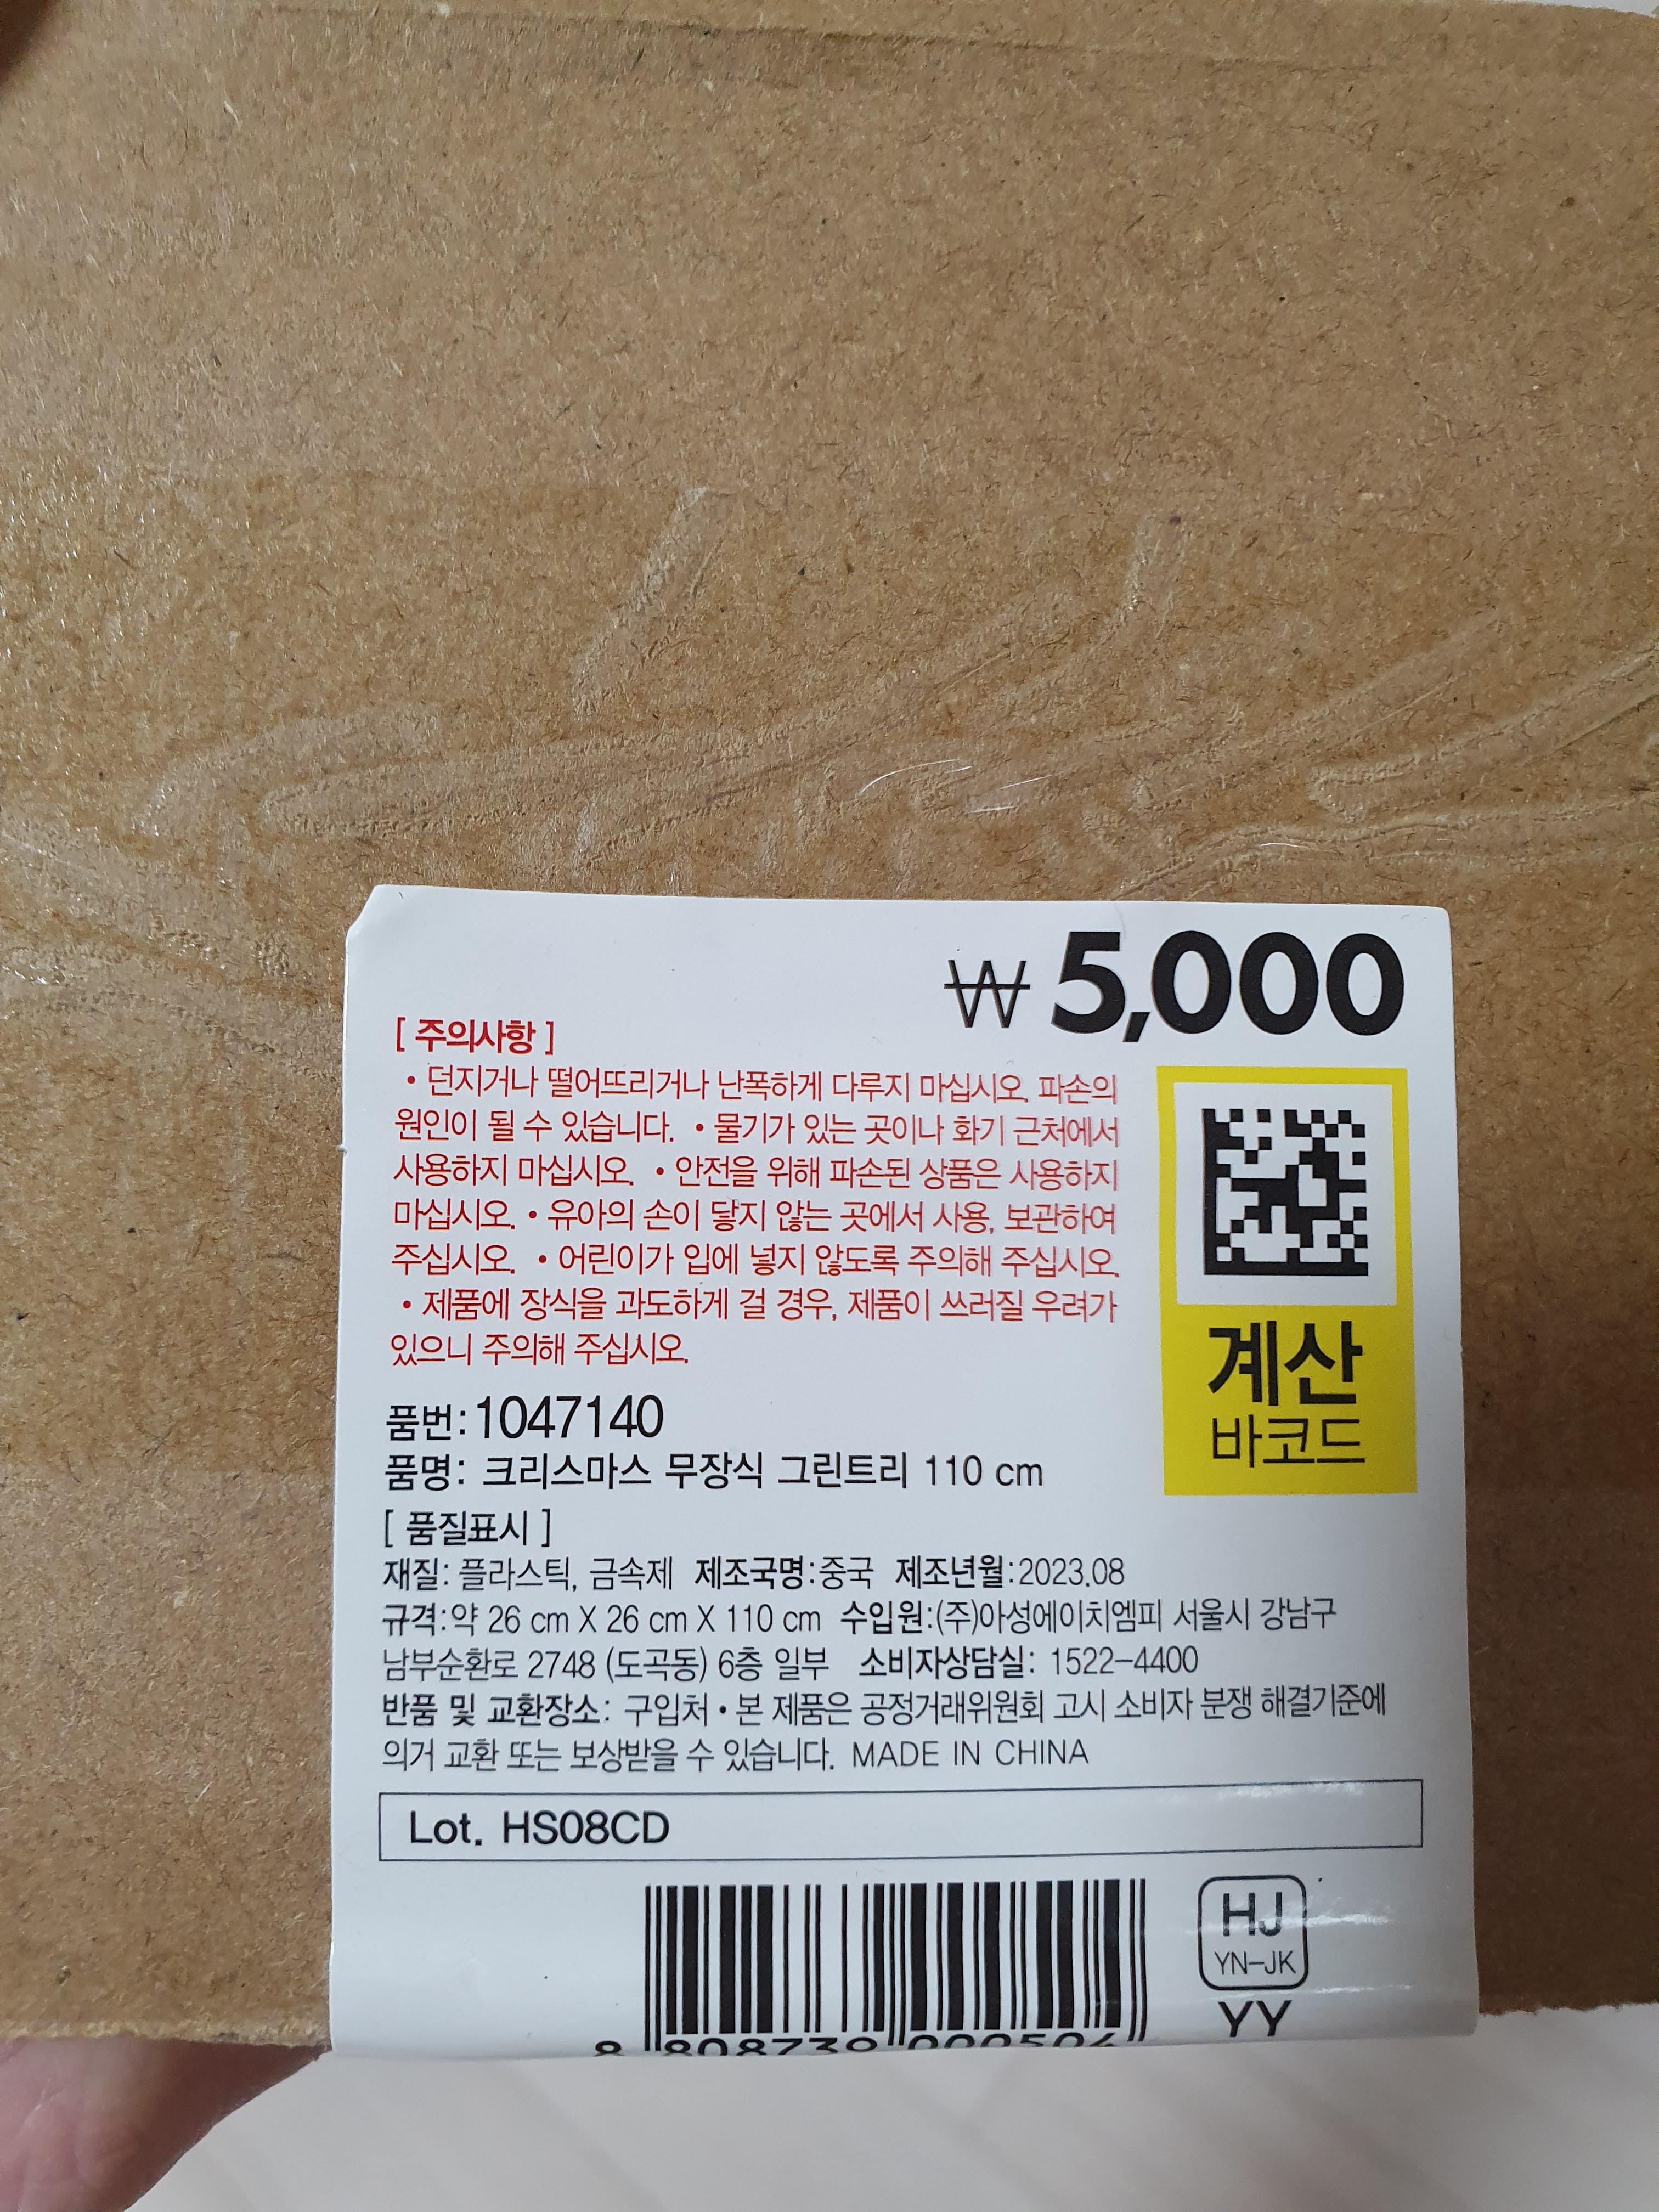 ₩ 5,000
[ 주의사항 ]
• 던지거나 떨어뜨리거나 난폭하게 다루지 마십시오. 파손의
원인이 될 수 있습니다. • 물기가 있는 곳이나 화기 근처에서
사용하지 마십시오. • 안전을 위해 파손된 상품은 사용하지
마십시오. • 유아의 손이 닿지 않는 곳에서 사용, 보관하여
주십시오. • 어린이가 입에 넣지 않도록 주의해 주십시오.
• 제품에 장식을 과도하게 걸 경우, 제품이 쓰러질 우려가
있으니 주의해 주십시오.
계산
바코드
품번:1047140
품명: 크리스마스 무장식 그린트리 110 cm
[ 품질표시 ]
재질: 플라스틱, 금속제 제조국명:중국 제조년월:2023.08
규격:약 26 cm X 26 cm X 110 cm 수입원:(주)아성에이치엠피 서울시 강남구
남부순환로 2748 (도곡동) 6층 일부 소비자상담실: 1522-4400
반품 및 교환장소: 구입처 • 본 제품은 공정거래위원회 고시 소비자 분쟁 해결기준에
의거 교환 또는 보상받을 수 있습니다. MADE IN CHINA
Lot. HS08CD
HJ
YN-JK
YY